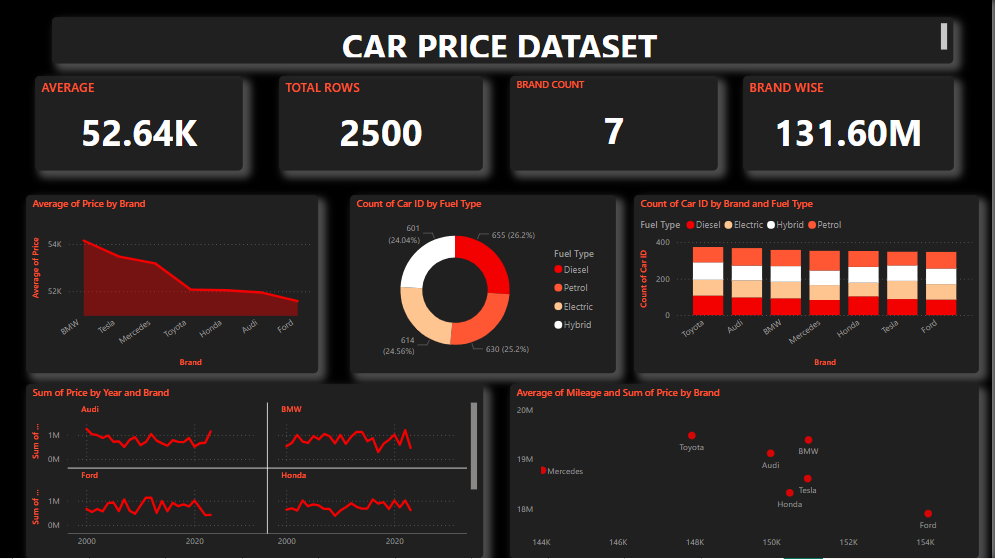 CAR PRICE DATASET
AVERAGE
52.64K
TOTAL ROWS
2500
BRAND COUNT
7
BRAND WISE
131.60M
Average of Price by Brand
Average of Price
54K
52K
BMW
Tesla
Mercedes
Toyota
Honda
Audi
Ford
Brand
Count of Car ID by Fuel Type
601
(24.04%)
655 (26.2%)
614
(24.56%)
630 (25.2%)
Fuel Type
Diesel
Petrol
Electric
Hybrid
Count of Car ID by Brand and Fuel Type
Fuel Type Diesel Electric Hybrid Petrol
Count of Car ID
400
200
0
Toyota
Audi
BMW
Mercedes
Honda
Tesla
Ford
Brand
Sum of Price by Year and Brand
Audi
BMW
Sum of ...
1M
0M
Ford
Honda
Sum of ...
1M
0M
2000
2020
2000
2020
Average of Mileage and Sum of Price by Brand
20M
19M
18M
Toyota
BMW
Audi
Mercedes
Tesla
Honda
Ford
144K
146K
148K
150K
152K
154K